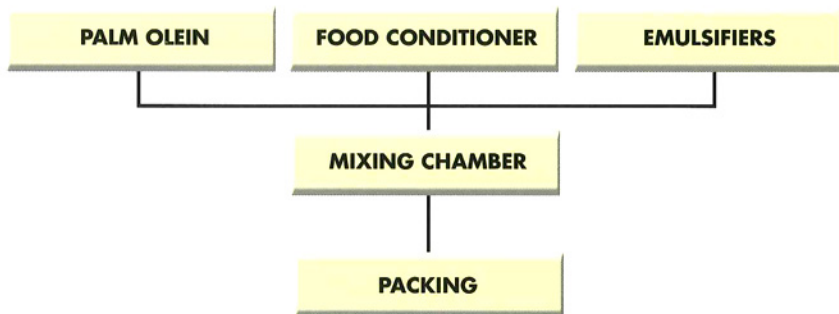 PALM OLEIN
FOOD CONDITIONER
EMULSIFIERS
MIXING CHAMBER
PACKING